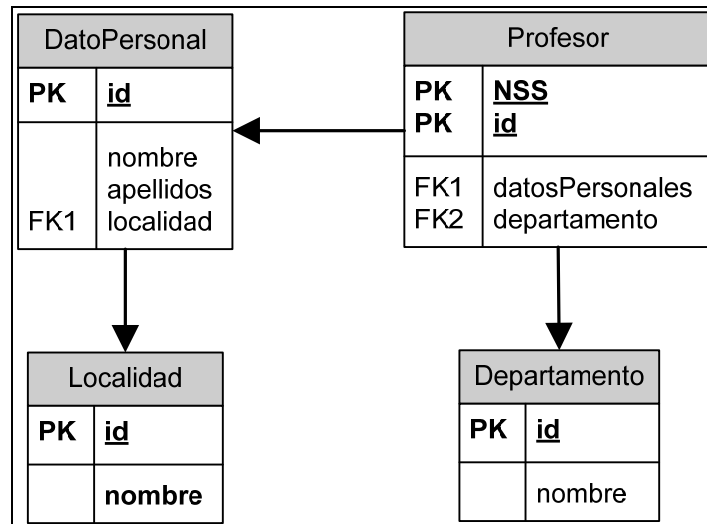 DatoPersonal
PK id
nombre
apellidos
FK1 localidad
Profesor
PK NSS
PK id
FK1 datosPersonales
FK2 departamento
Localidad
PK id
nombre
Departamento
PK id
nombre